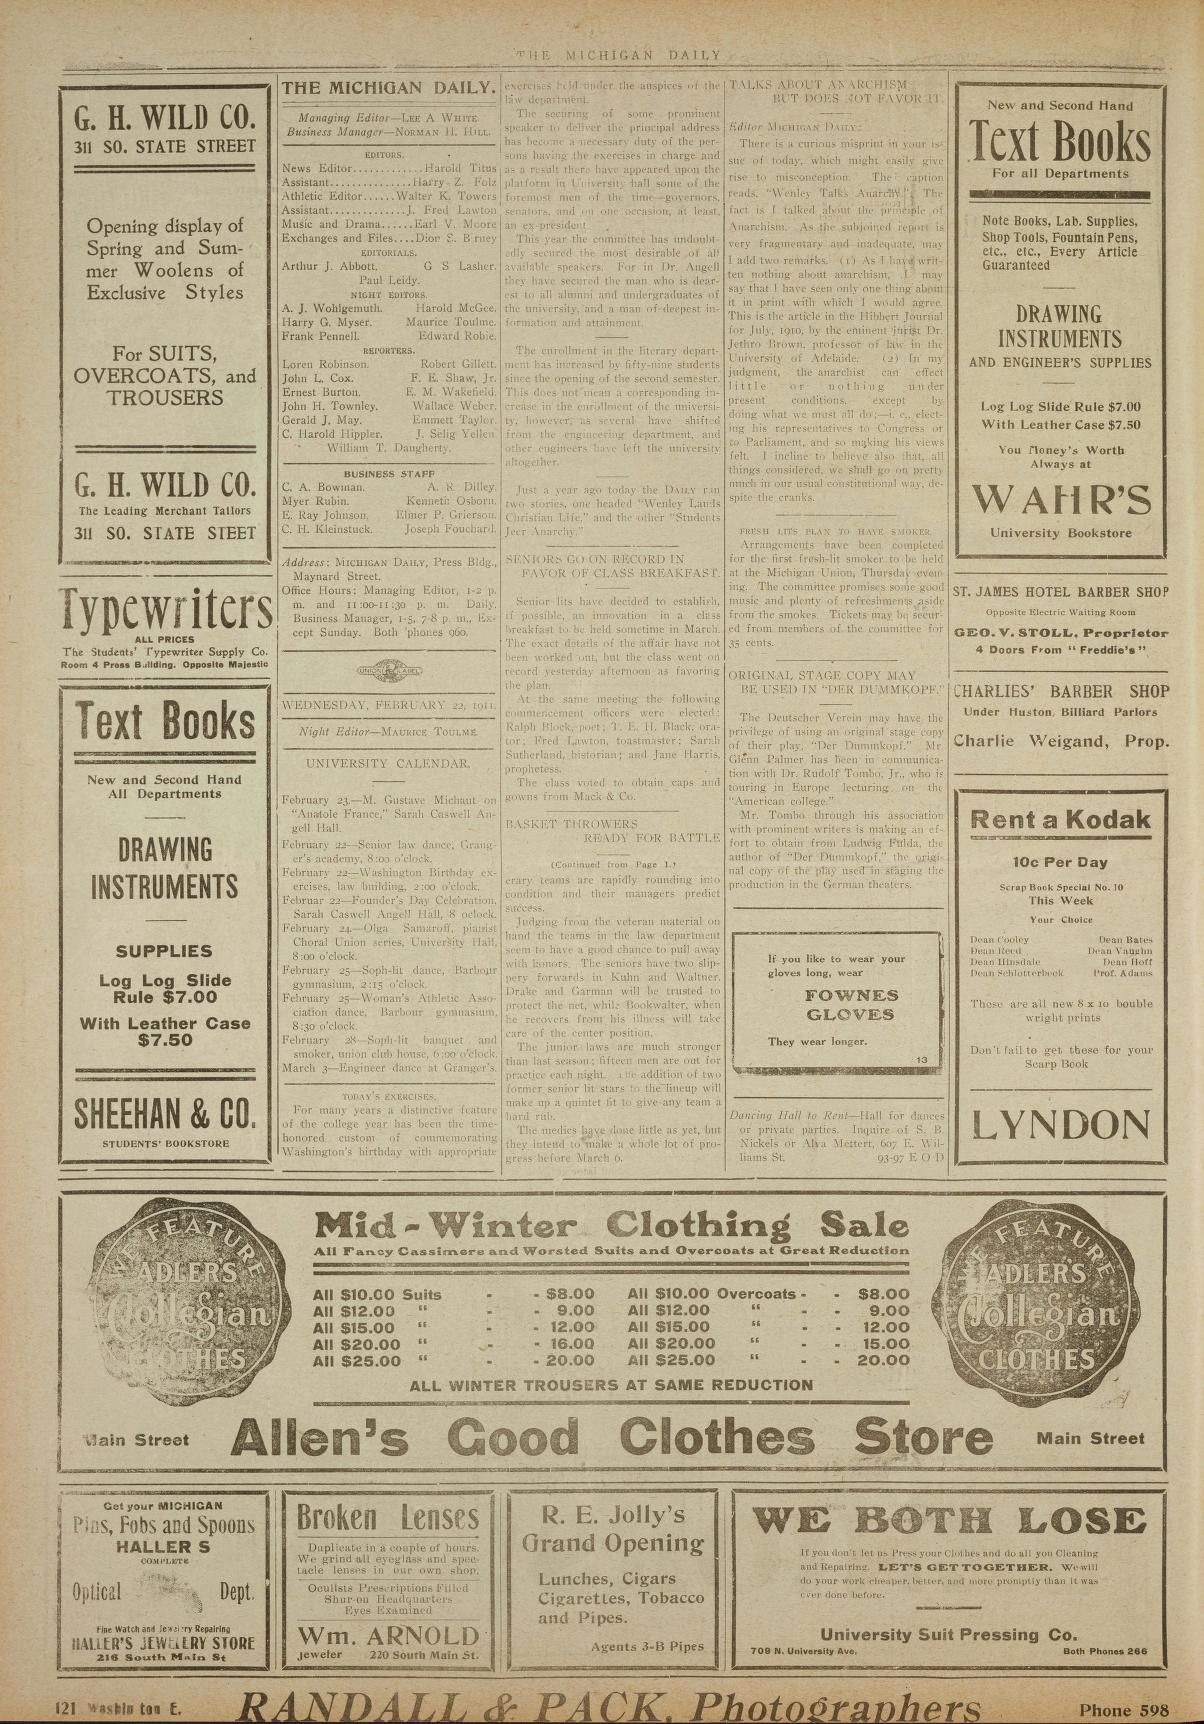 THE MICHIGAN DAILY
G. H. WILD CO.
311 SO. STATE STREET
Opening display of
Spring and Sum-
mer Woolens of
Exclusive Styles
For SUITS,
OVERCOATS, and
TROUSERS
G. H. WILD CO.
The Leading Merchant Tailors
311 SO. STATE STEET
Typewriters
ALL PRICES
The Students' Typewriter Supply Co.
Room 4 Press Building. Opposite Majestic
Text Books
New and Second Hand
All Departments
DRAWING
INSTRUMENTS
SUPPLIES
Log Log Slide
Rule $7.00
With Leather Case
$7.50
SHEEHAN & CO.
STUDENTS' BOOKSTORE
THE MICHIGAN DAILY.
Managing Editor—LEE A WHITE.
Business Manager—NORMAN H. HILL.
EDITORS.
News Editor............Harold Titus
Assistant..............Harry Z. Folz
Athletic Editor......Walter K. Towers
Assistant.............J. Fred Lawton
Music and Drama......Earl V. Moore
Exchanges and Files....Dion S. Birney
EDITORIALS.
Arthur J. Abbott. G S Lasher.
Paul Leidy.
NIGHT EDITORS.
A. J. Wohlgemuth. Harold McGee.
Harry G. Myser. Maurice Toulme.
Frank Pennell. Edward Robie.
REPORTERS.
Loren Robinson. Robert Gillett.
John L. Cox. F. E. Shaw, Jr.
Ernest Burton. E. M. Wakefield.
John H. Townley. Wallace Weber.
Gerald J. May. Emmett Taylor.
C. Harold Hippler. J. Selig Yellen.
William T. Daugherty.
BUSINESS STAFF
C. A. Bowman. A. R. Dilley.
Myer Rubin. Kenneth Osborn.
E. Ray Johnson. Elmer P. Grierson.
C. H. Kleinstuck. Joseph Fouchard.
Address: MICHIGAN DAILY, Press Bldg.,
Maynard Street.
Office Hours: Managing Editor, 1-2 p.
m. and 11:00-11:30 p. m. Daily.
Business Manager, 1-5, 7-8 p. m., Ex-
cept Sunday. Both 'phones 960.
UNION LABEL
WEDNESDAY, FEBRUARY 22, 1911.
Night Editor—MAURICE TOULME.
UNIVERSITY CALENDAR.
February 23.—M. Gustave Michaut on
"Anatole France," Sarah Caswell An-
gell Hall.
February 22—Senior law dance, Grang-
er's academy, 8:00 o'clock.
February 22—Washington Birthday ex-
ercises, law building, 2:00 o'clock.
Februar 22—Founder's Day Celebration,
Sarah Caswell Angell Hall, 8 oclock.
February 24.—Olga Samaroff, pianist
Choral Union series, University Hall,
8:00 o'clock.
February 25—Soph-lit dance, Barbour
gymnasium, 2:15 o'clock.
February 25—Woman's Athletic Asso-
ciation dance, Barbour gymnasium,
8:30 o'clock.
February 28—Soph-lit banquet and
smoker, union club house, 6:00 o'clock.
March 3—Engineer dance at Granger's.
TODAY'S EXERCISES.
For many years a distinctive feature
of the college year has been the time-
honored custom of commemorating
Washington's birthday with appropriate
exercises held under the auspices of the
law department.
The securing of some prominent
speaker to deliver the principal address
has become a necessary duty of the per-
sons having the exercises in charge and
as a result there have appeared upon the
platform in University hall some of the
foremost men of the time—governors,
senators, and on one occasion, at least,
an ex-president.
This year the committee has undoubt-
edly secured the most desirable of all
available speakers. For in Dr. Angell
they have secured the man who is dear-
est to all alumni and undergraduates of
the university, and a man of deepest in-
formation and attainment.
The enrollment in the literary depart-
ment has increased by fifty-nine students
since the opening of the second semester.
This does not mean a corresponding in-
crease in the enrollment of the universi-
ty, however, as several have shifted
from the engineering department, and
other engineers have left the university
altogether.
Just a year ago today the DAILY ran
two stories, one headed "Wenley Lauds
Christian Life," and the other "Students
Jeer Anarchy."
SENIORS GO ON RECORD IN
FAVOR OF CLASS BREAKFAST.
Senior lits have decided to establish,
if possible, an innovation in a class
breakfast to be held sometime in March.
The exact details of the affair have not
been worked out, but the class went on
record yesterday afternoon as favoring
the plan.
At the same meeting the following
commencement officers were elected:
Ralph Block, poet; T. E. H. Black, ora-
tor; Fred Lawton, toastmaster; Sarah
Sutherland, historian; and Jane Harris,
prophetess.
The class voted to obtain caps and
gowns from Mack & Co.
BASKET THROWERS
READY FOR BATTLE
(Continued from Page 1.)
erary teams are rapidly rounding into
condition and their managers predict
success.
Judging from the veteran material on
hand the teams in the law department
seem to have a good chance to pull away
with honors. The seniors have two slip-
pery forwards in Kuhn and Waltner.
Drake and Garman will be trusted to
protect the net, while Bookwalter, when
he recovers from his illness will take
care of the center position.
The junior laws are much stronger
than last season; fifteen men are out for
practice each night. The addition of two
former senior lit stars to the lineup will
make up a quintet fit to give any team a
hard rub.
The medics have done little as yet, but
they intend to make a whole lot of pro-
gress before March 6.
TALKS ABOUT ANARCHISM
BUT DOES NOT FAVOR IT.
Editor MICHIGAN DAILY:
There is a curious misprint in your is-
sue of today, which might easily give
rise to misconception. The caption
reads, "Wenley Talks Anarchy." The
fact is I talked about the principle of
Anarchism. As the subjoined report is
very fragmentary and inadequate, may
I add two remarks. (1) As I have writ-
ten nothing about anarchism, I may
say that I have seen only one thing about
it in print with which I would agree.
This is the article in the Hibbert Journal
for July, 1910, by the eminent jurist Dr.
Jethro Brown, professor of law in the
University of Adelaide. (2) In my
judgment, the anarchist can effect
little or nothing under
present conditions, except by
doing what we must all do;—i. e., elect-
ing his representatives to Congress or
to Parliament, and so making his views
felt. I incline to believe also that, all
things considered, we shall go on pretty
much in our usual constitutional way, de-
spite the cranks.
FRESH LITS PLAN TO HAVE SMOKER.
Arrangements have been completed
for the first fresh-lit smoker to be held
at the Michigan Union, Thursday even-
ing. The committee promises some good
music and plenty of refreshments aside
from the smokes. Tickets may be secur-
ed from members of the committee for
35 cents.
ORIGINAL STAGE COPY MAY
BE USED IN "DER DUMMKOPF."
The Deutscher Verein may have the
privilege of using an original stage copy
of their play, "Der Dummkopf." Mr.
Glenn Palmer has been in communica-
tion with Dr. Rudolf Tombo, Jr., who is
touring in Europe lecturing on the
"American college."
Mr. Tombo through his association
with prominent writers is making an ef-
fort to obtain from Ludwig Fulda, the
author of "Der Dummkopf," the origi-
nal copy of the play used in staging the
production in the German theaters.
If you like to wear your
gloves long, wear
FOWNES
GLOVES
They wear longer.
13
Dancing Hall to Rent—Hall for dances
or private parties. Inquire of S. B.
Nickels or Alva Mettert, 607 E. Wil-
liams St. 93-97 E O D
New and Second Hand
Text Books
For all Departments
Note Books, Lab. Supplies,
Shop Tools, Fountain Pens,
etc., etc., Every Article
Guaranteed
DRAWING
INSTRUMENTS
AND ENGINEER'S SUPPLIES
Log Log Slide Rule $7.00
With Leather Case $7.50
You Money's Worth
Always at
WAHR'S
University Bookstore
ST. JAMES HOTEL BARBER SHOP
Opposite Electric Waiting Room
GEO. V. STOLL, Proprietor
4 Doors From "Freddie's"
CHARLIES' BARBER SHOP
Under Huston Billiard Parlors
Charlie Weigand, Prop.
Rent a Kodak
10c Per Day
Scrap Book Special No. 10
This Week
Your Choice
Dean Cooley Dean Bates
Dean Reed Dean Vaughn
Dean Hinsdale Dean Hoff
Dean Schlotterbeck Prof. Adams
These are all new 8 x 10 bouble
wright prints
Don't fail to get these for your
Scarp Book
LYNDON
WE FEATURE
ADLER'S
Collegian
CLOTHES
Mid-Winter Clothing Sale
All Fancy Cassimere and Worsted Suits and Overcoats at Great Reduction
All $10.00 Suits - - $8.00 All $10.00 Overcoats - - $8.00
All $12.00 " - - 9.00 All $12.00 " - - 9.00
All $15.00 " - - 12.00 All $15.00 " - - 12.00
All $20.00 " - - 16.00 All $20.00 " - - 15.00
All $25.00 " - - 20.00 All $25.00 " - - 20.00
ALL WINTER TROUSERS AT SAME REDUCTION
WE FEATURE
ADLER'S
Collegian
CLOTHES
Main Street Allen's Good Clothes Store Main Street
Get your MICHIGAN
Pins, Fobs and Spoons
HALLER S
COMPLETE
Optical Dept.
Fine Watch and Jewelry Repairing
HALLER'S JEWELERY STORE
216 South Main St
Broken Lenses
Duplicate in a couple of hours.
We grind all eyeglass and spec-
tacle lenses in our own shop.
Oculists Prescriptions Filled
Shur-on Headquarters
Eyes Examined
Wm. ARNOLD
Jeweler 220 South Main St.
R. E. Jolly's
Grand Opening
Lunches, Cigars
Cigarettes, Tobacco
and Pipes.
Agents 3-B Pipes
WE BOTH LOSE
If you don't let us Press your Clothes and do all you Cleaning
and Repairing. LET'S GET TOGETHER. We will
do your work cheaper, better, and more promptly than it was
ever done before.
University Suit Pressing Co.
709 N. University Ave. Both Phones 266
121 Washin ton E. RANDALL & PACK, Photographers Phone 598